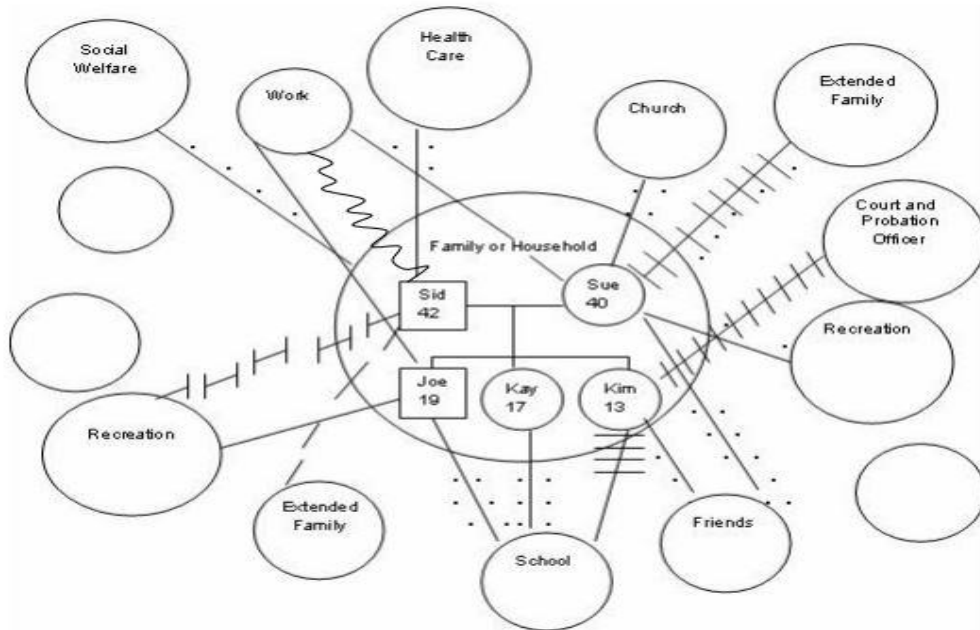 Social
Welfare
Work
Health
Care
Church
Extended
Family
Court and
Probation
Officer
Family or Household
Sid
42
Sue
40
Recreation
Joe
19
Kay
17
Kim
13
Recreation
Extended
Family
School
Friends